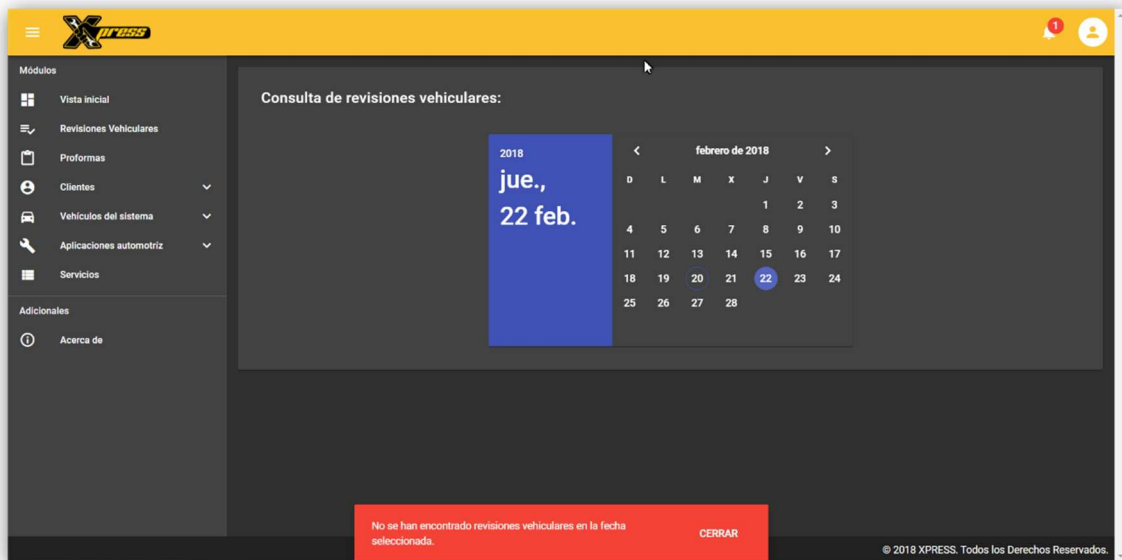 Xpress
1
Módulos
Vista inicial
Revisiones Vehiculares
Proformas
Clientes
Vehículos del sistema
Aplicaciones automotriz
Servicios
Adicionales
Acerca de
Consulta de revisiones vehiculares:
2018
jue.,
22 feb.
febrero de 2018
D L M X J V S
1 2 3
4 5 6 7 8 9 10
11 12 13 14 15 16 17
18 19 20 21 22 23 24
25 26 27 28
No se han encontrado revisiones vehiculares en la fecha
seleccionada.
CERRAR
© 2018 XPRESS. Todos los Derechos Reservados.